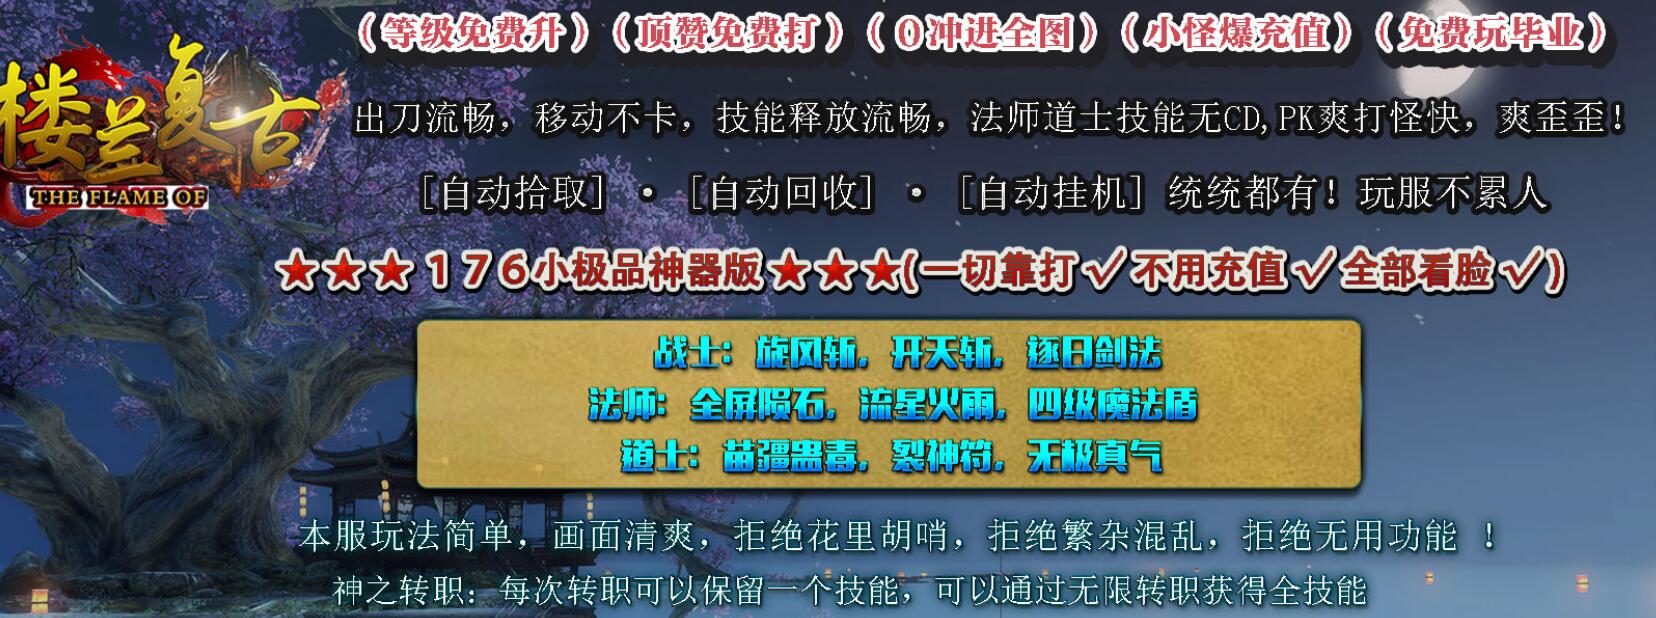 （等级免费升）（顶赞免费打）（0冲进全图）（小怪爆充值）（免费玩毕业）
楼兰复古
THE FLAME OF
出刀流畅，移动不卡，技能释放流畅，法师道士技能无CD,PK爽打怪快，爽歪歪！
[自动拾取] · [自动回收] · [自动挂机] 统统都有！玩服不累人
★★★176小极品神器版★★★(一切靠打✓不用充值✓全部看脸✓)
战士：旋风斩，开天斩，逐日剑法
法师：全屏陨石，流星火雨，四级魔法盾
道士：苗疆蛊毒，裂神符，无极真气
本服玩法简单，画面清爽，拒绝花里胡哨，拒绝繁杂混乱，拒绝无用功能 ！
神之转职：每次转职可以保留一个技能，可以通过无限转职获得全技能